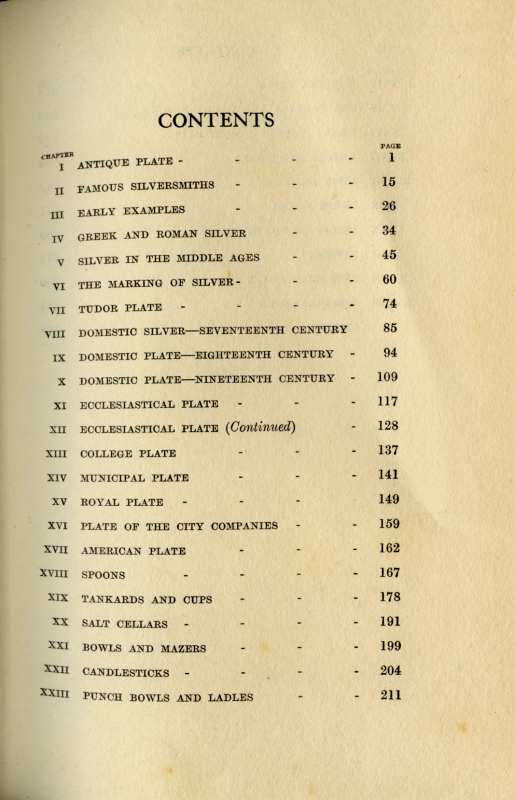 CONTENTS
CHAPTER PAGE
I ANTIQUE PLATE - - - - 1
II FAMOUS SILVERSMITHS - - - 15
III EARLY EXAMPLES - - - 26
IV GREEK AND ROMAN SILVER - - 34
V SILVER IN THE MIDDLE AGES - - 45
VI THE MARKING OF SILVER - - - 60
VII TUDOR PLATE - - - - 74
VIII DOMESTIC SILVER—SEVENTEENTH CENTURY 85
IX DOMESTIC PLATE—EIGHTEENTH CENTURY - 94
X DOMESTIC PLATE—NINETEENTH CENTURY - 109
XI ECCLESIASTICAL PLATE - - - 117
XII ECCLESIASTICAL PLATE (Continued) - 128
XIII COLLEGE PLATE - - - 137
XIV MUNICIPAL PLATE - - - 141
XV ROYAL PLATE - - - - 149
XVI PLATE OF THE CITY COMPANIES - - 159
XVII AMERICAN PLATE - - - 162
XVIII SPOONS - - - - 167
XIX TANKARDS AND CUPS - - - 178
XX SALT CELLARS - - - - 191
XXI BOWLS AND MAZERS - - - 199
XXII CANDLESTICKS - - - - 204
XXIII PUNCH BOWLS AND LADLES - - 211